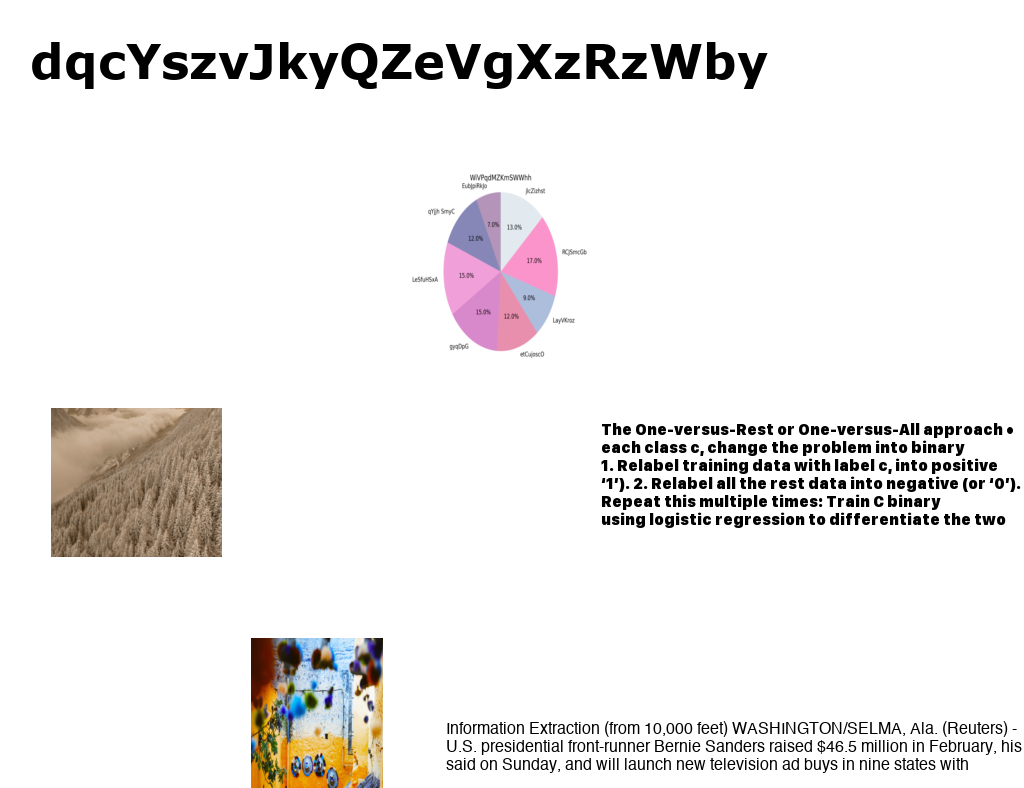 dqcYszvJkyQZeVgXzRzWby
WiVPqdMZKmSWWhh
EubJpiRkJo
JlcZizhst
qYjjh SmyC
7.0%
13.0%
12.0%
RCJSmcGb
17.0%
LeSfuHSxA
15.0%
9.0%
15.0%
12.0%
LayVKroz
gyqDpG
etCujoscO
The One-versus-Rest or One-versus-All approach •
each class c, change the problem into binary
1. Relabel training data with label c, into positive
‘1’). 2. Relabel all the rest data into negative (or ‘0’).
Repeat this multiple times: Train C binary
using logistic regression to differentiate the two
Information Extraction (from 10,000 feet) WASHINGTON/SELMA, Ala. (Reuters) -
U.S. presidential front-runner Bernie Sanders raised $46.5 million in February, his
said on Sunday, and will launch new television ad buys in nine states with